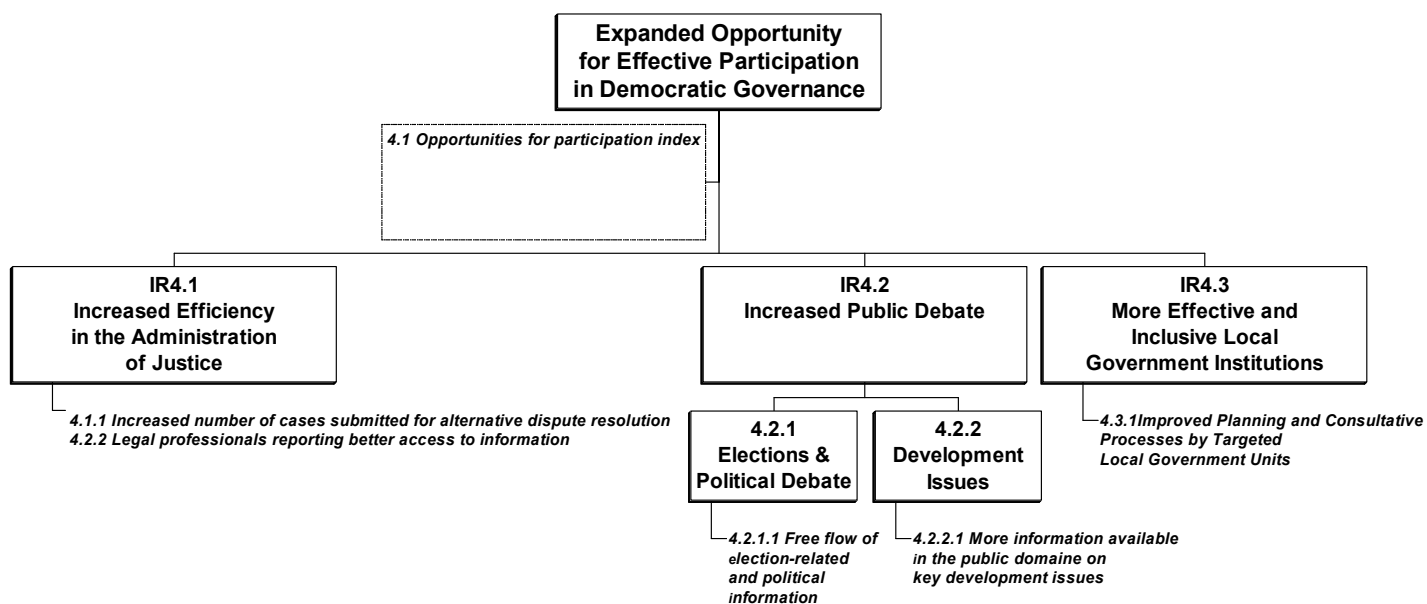 Expanded Opportunity
for Effective Participation
in Democratic Governance
4.1 Opportunities for participation index
IR4.1
Increased Efficiency
in the Administration
of Justice
4.1.1 Increased number of cases submitted for alternative dispute resolution
4.2.2 Legal professionals reporting better access to information
IR4.2
Increased Public Debate
4.2.1
Elections &
Political Debate
4.2.1.1 Free flow of
election-related
and political
information
4.2.2
Development
Issues
4.2.2.1 More information available
in the public domaine on
key development issues
IR4.3
More Effective and
Inclusive Local
Government Institutions
4.3.1Improved Planning and Consultative
Processes by Targeted
Local Government Units